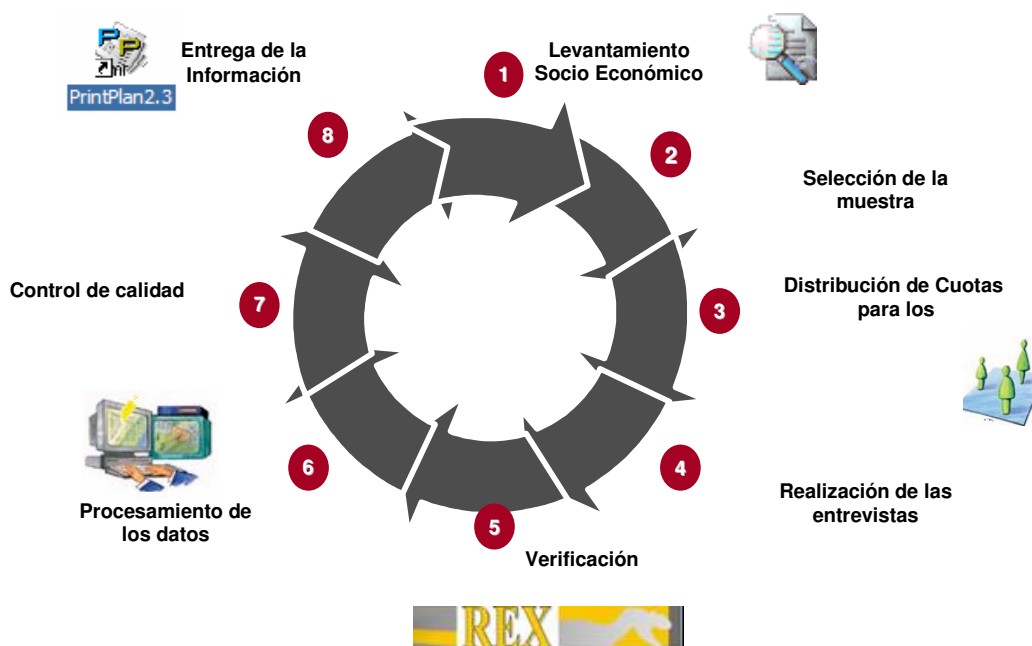 Entrega de la
Información
PrintPlan2.3
1
Levantamiento
Socio Económico
2
Selección de la
muestra
3
Distribución de Cuotas
para los
4
Realización de las
entrevistas
5
Verificación
6
Procesamiento de
los datos
7
Control de calidad
8
REX